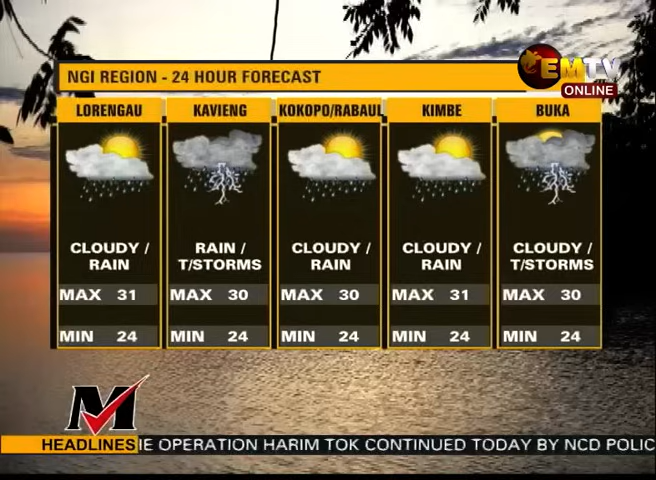 NGI REGION - 24 HOUR FORECAST
EMTV
ONLINE
LORENGAU
KAVIENG
KOKOPO/RABAUL
KIMBE
BUKA
CLOUDY /
RAIN
RAIN /
T/STORMS
CLOUDY /
RAIN
CLOUDY /
RAIN
CLOUDY /
T/STORMS
MAX 31
MAX 30
MAX 30
MAX 31
MAX 30
MIN 24
MIN 24
MIN 24
MIN 24
MIN 24
M
HEADLINES
OPERATION HARIM TOK CONTINUED TODAY BY NCD POLIC